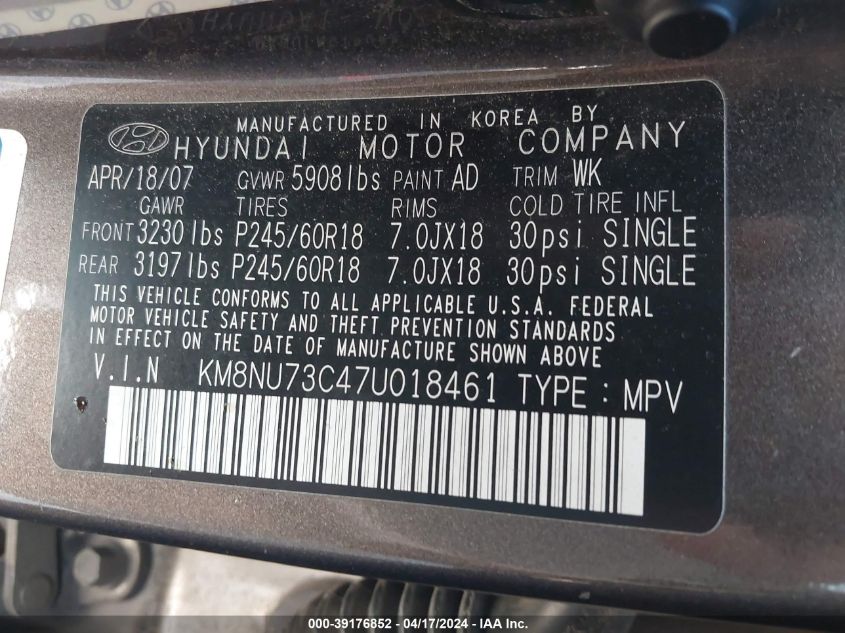 MANUFACTURED IN KOREA BY
HYUNDAI MOTOR COMPANY
APR/18/07 GVWR 5908lbs PAINT AD TRIM WK
GAWR TIRES RIMS COLD TIRE INFL
FRONT 3230lbs P245/60R18 7.0JX18 30psi SINGLE
REAR 3197lbs P245/60R18 7.0JX18 30psi SINGLE
THIS VEHICLE CONFORMS TO ALL APPLICABLE U.S.A. FEDERAL
MOTOR VEHICLE SAFETY AND THEFT PREVENTION STANDARDS
IN EFFECT ON THE DATE OF MANUFACTURE SHOWN ABOVE
V.I.N KM8NU73C47U018461 TYPE : MPV
000-39176852 - 04/17/2024 - IAA Inc.